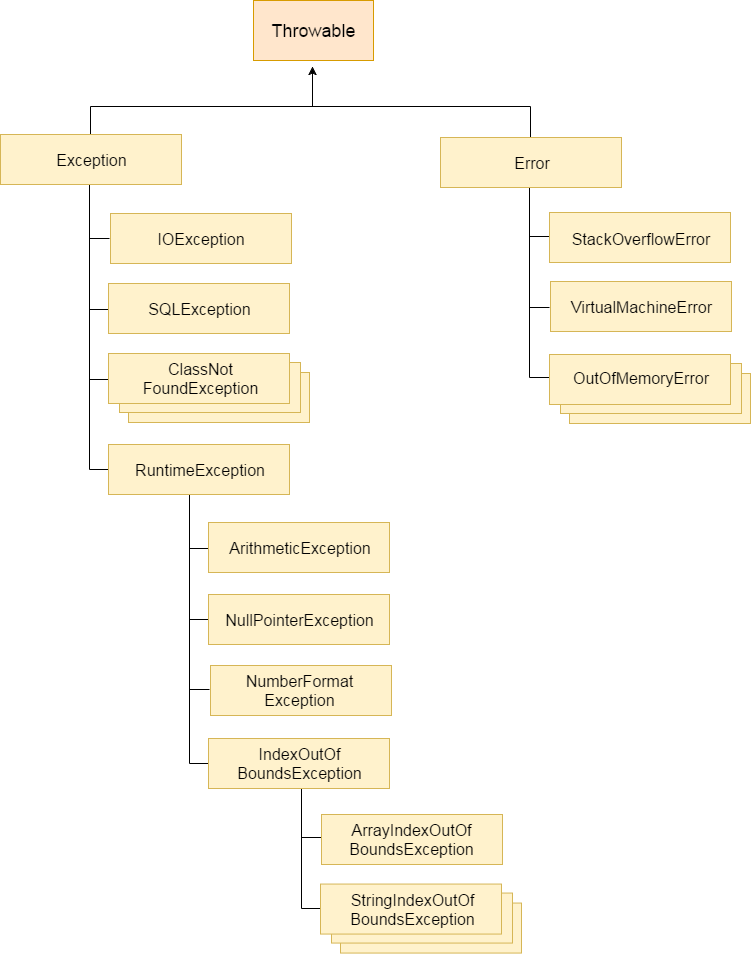 Throwable
Exception
Error
IOException
StackOverflowError
SQLException
VirtualMachineError
ClassNot
FoundException
OutOfMemoryError
RuntimeException
ArithmeticException
NullPointerException
NumberFormat
Exception
IndexOutOf
BoundsException
ArrayIndexOutOf
BoundsException
StringIndexOutOf
BoundsException